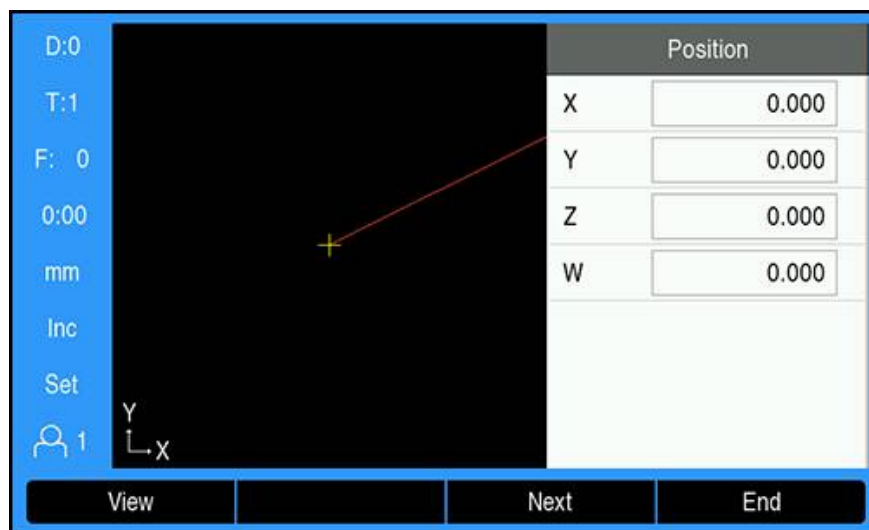 D:0
T:1
F: 0
0:00
mm
Inc
Set
1
Y
X
Position
X 0.000
Y 0.000
Z 0.000
W 0.000
View Next End